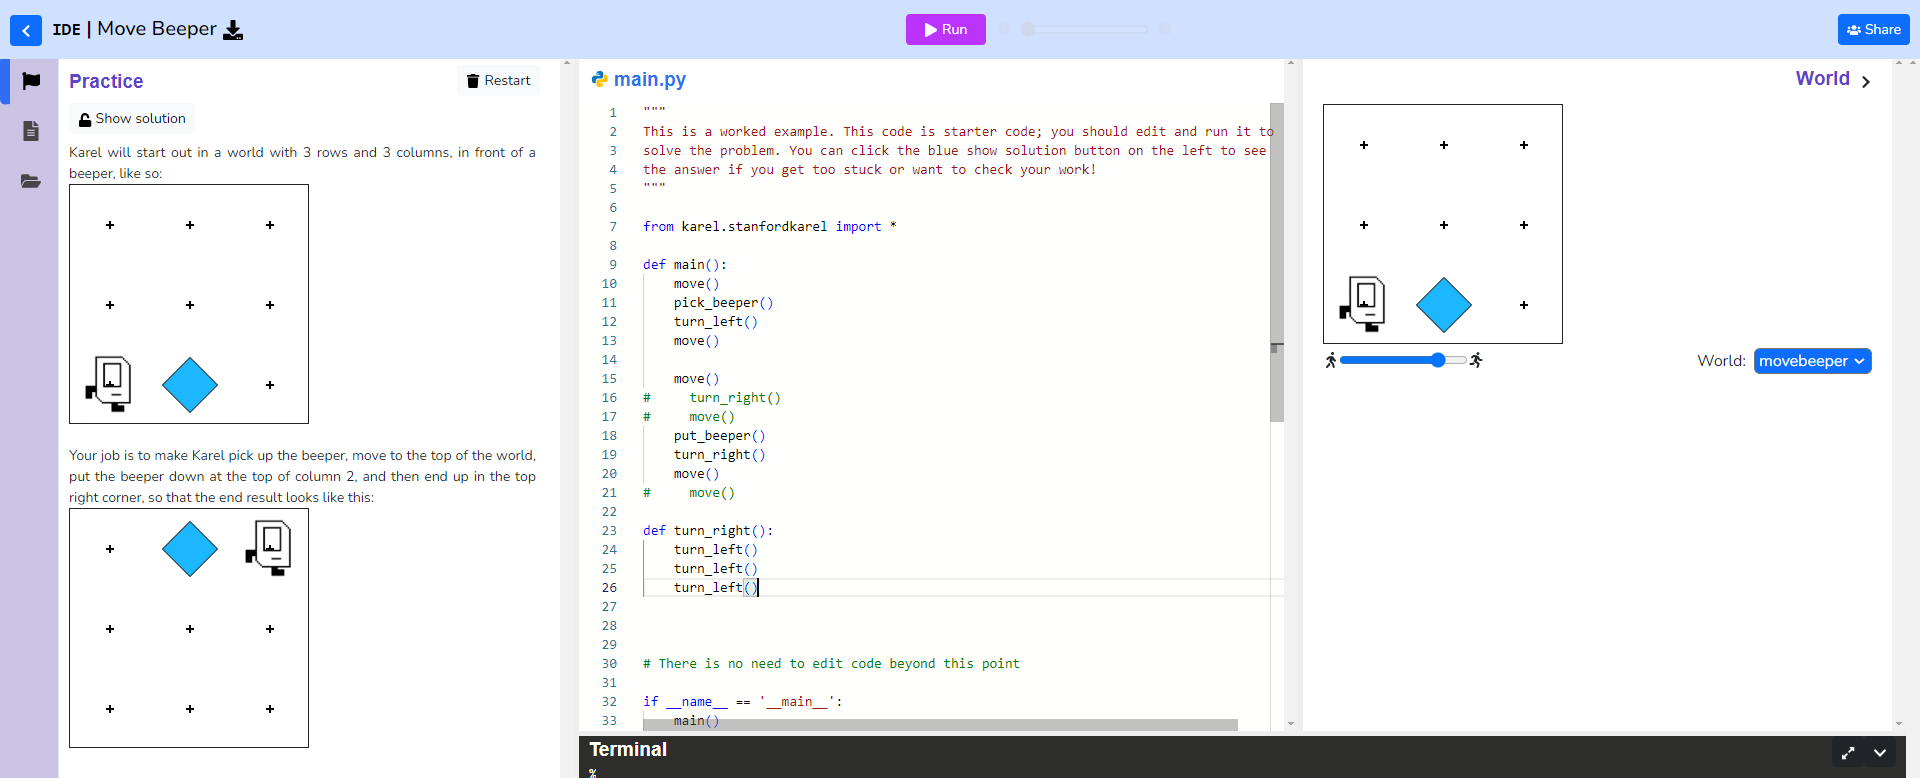 IDE | Move Beeper
Run
Share
Practice
Restart
Show solution
Karel will start out in a world with 3 rows and 3 columns, in front of a
beeper, like so:
Your job is to make Karel pick up the beeper, move to the top of the world,
put the beeper down at the top of column 2, and then end up in the top
right corner, so that the end result looks like this:
main.py
1 """
2 This is a worked example. This code is starter code; you should edit and run it to
3 solve the problem. You can click the blue show solution button on the left to see
4 the answer if you get too stuck or want to check your work!
5 """
6
7 from karel.stanfordkarel import *
8
9 def main():
10     move()
11     pick_beeper()
12     turn_left()
13     move()
14
15     move()
16 #     turn_right()
17 #     move()
18     put_beeper()
19     turn_right()
20     move()
21 #     move()
22
23 def turn_right():
24     turn_left()
25     turn_left()
26     turn_left()
27
28
29
30 # There is no need to edit code beyond this point
31
32 if __name__ == '__main__':
33     main()
World
World: movebeeper
Terminal
%